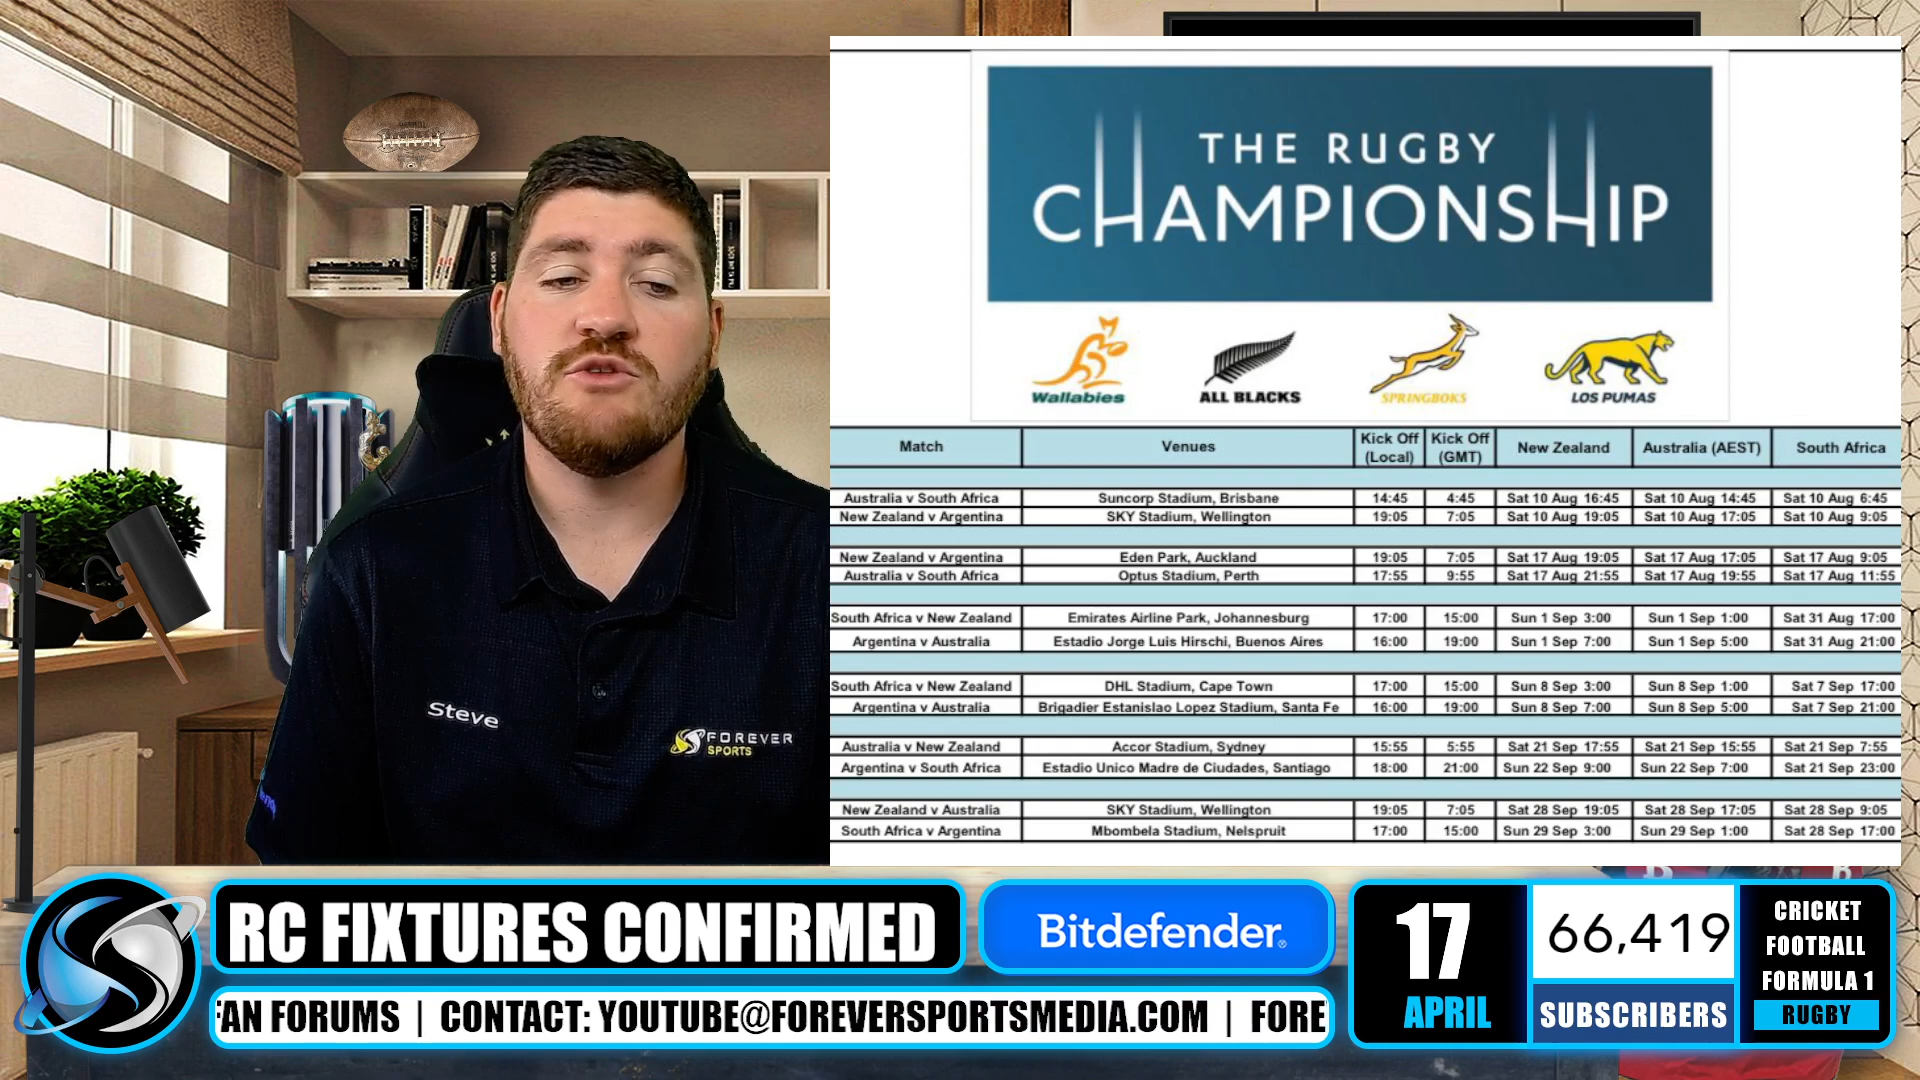 THE RUGBY
CHAMPIONSHIP
Wallabies ALL BLACKS SPRINGBOKS LOS PUMAS
Match Venues Kick Off (Local) Kick Off (GMT) New Zealand Australia (AEST) South Africa
Australia v South Africa Suncorp Stadium, Brisbane 14:45 4:45 Sat 10 Aug 16:45 Sat 10 Aug 14:45 Sat 10 Aug 6:45
New Zealand v Argentina SKY Stadium, Wellington 19:05 7:05 Sat 10 Aug 19:05 Sat 10 Aug 17:05 Sat 10 Aug 9:05
New Zealand v Argentina Eden Park, Auckland 19:05 7:05 Sat 17 Aug 19:05 Sat 17 Aug 17:05 Sat 17 Aug 9:05
Australia v South Africa Optus Stadium, Perth 17:55 9:55 Sat 17 Aug 21:55 Sat 17 Aug 19:55 Sat 17 Aug 11:55
South Africa v New Zealand Emirates Airline Park, Johannesburg 17:00 15:00 Sun 1 Sep 3:00 Sun 1 Sep 1:00 Sat 31 Aug 17:00
Argentina v Australia Estadio Jorge Luis Hirschi, Buenos Aires 16:00 19:00 Sun 1 Sep 7:00 Sun 1 Sep 5:00 Sat 31 Aug 21:00
South Africa v New Zealand DHL Stadium, Cape Town 17:00 15:00 Sun 8 Sep 3:00 Sun 8 Sep 1:00 Sat 7 Sep 17:00
Argentina v Australia Brigadier Estanislao Lopez Stadium, Santa Fe 16:00 19:00 Sun 8 Sep 7:00 Sun 8 Sep 5:00 Sat 7 Sep 21:00
Australia v New Zealand Accor Stadium, Sydney 15:55 5:55 Sat 21 Sep 17:55 Sat 21 Sep 15:55 Sat 21 Sep 7:55
Argentina v South Africa Estadio Unico Madre de Ciudades, Santiago 18:00 21:00 Sun 22 Sep 9:00 Sun 22 Sep 7:00 Sat 21 Sep 23:00
New Zealand v Australia SKY Stadium, Wellington 19:05 7:05 Sat 28 Sep 19:05 Sat 28 Sep 17:05 Sat 28 Sep 9:05
South Africa v Argentina Mbombela Stadium, Nelspruit 17:00 15:00 Sun 29 Sep 3:00 Sun 29 Sep 1:00 Sat 28 Sep 17:00
Steve
FOREVER
SPORTS
RC FIXTURES CONFIRMED
Bitdefender
FAN FORUMS | CONTACT: YOUTUBE@FOREVERSPORTSMEDIA.COM | FORE
17
APRIL
66,419
SUBSCRIBERS
CRICKET
FOOTBALL
FORMULA 1
RUGBY